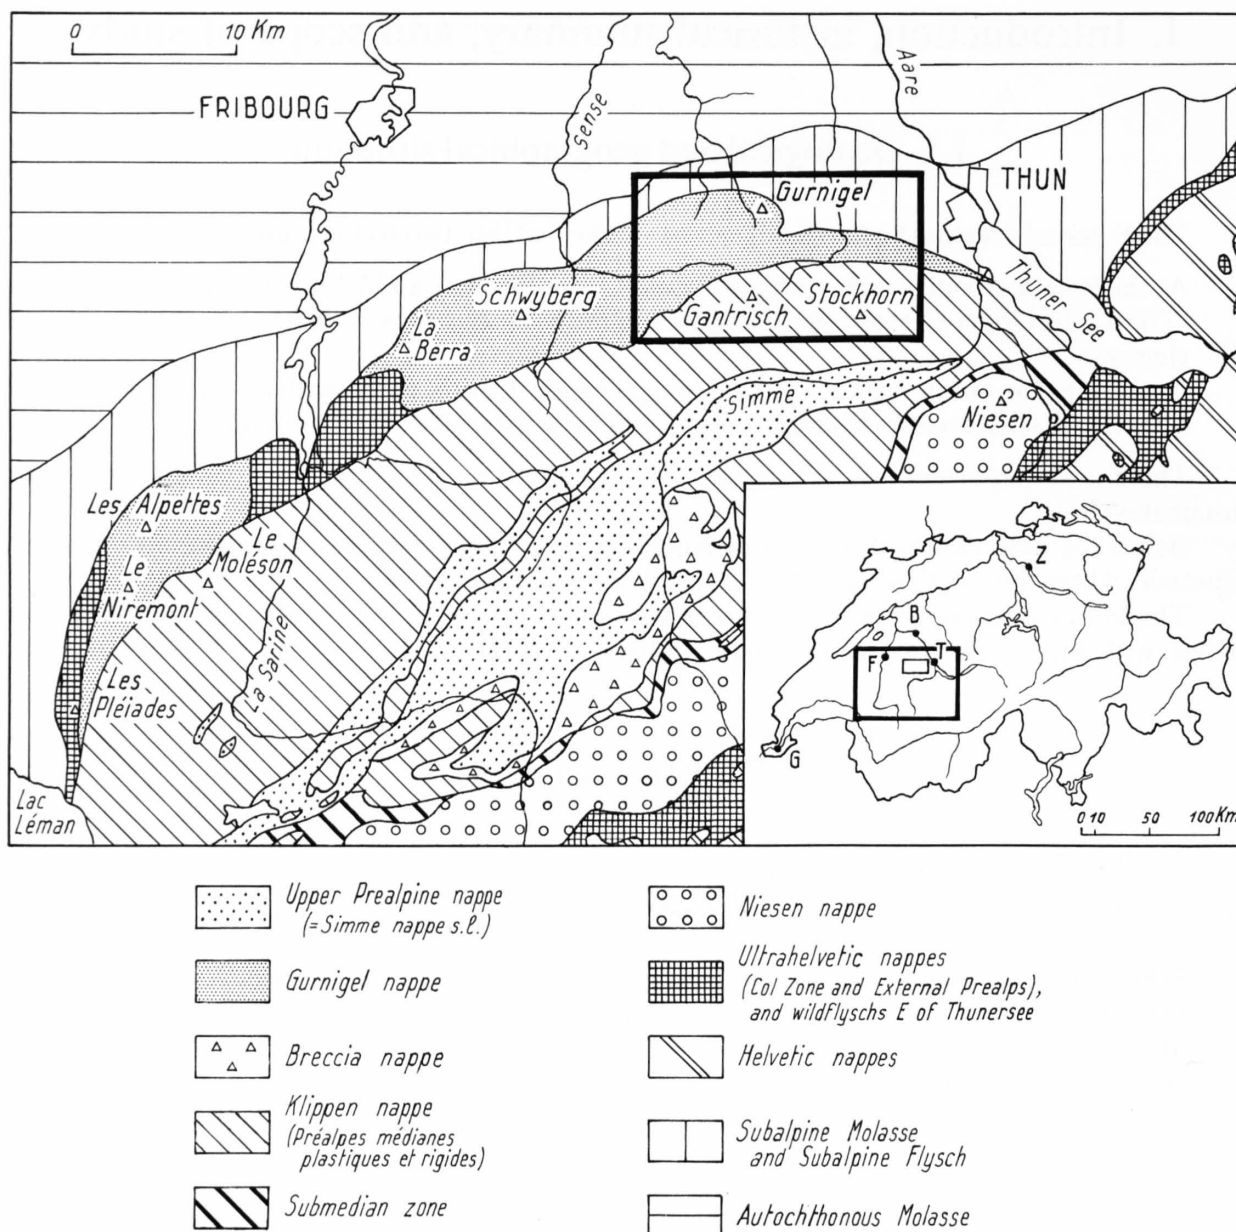 0 10 Km
FRIBOURG
Sense
Aare
THUN
Gurnigel
Schwyberg
La
Berra
Gantrisch
Stockhorn
Thuner See
Simme
Niesen
Les Alpettes
Le
Niremont
Le
Moléson
La Sarine
Les
Pléiades
Lac
Léman
Z
B
F
T
G
0 10 50 100 Km
Upper Prealpine nappe
(=Simme nappe s.l.)
Gurnigel nappe
Breccia nappe
Klippen nappe
(Préalpes médianes
plastiques et rigides)
Submedian zone
Niesen nappe
Ultrahelvetic nappes
(Col Zone and External Prealps),
and wildflyschs E of Thunersee
Helvetic nappes
Subalpine Molasse
and Subalpine Flysch
Autochthonous Molasse